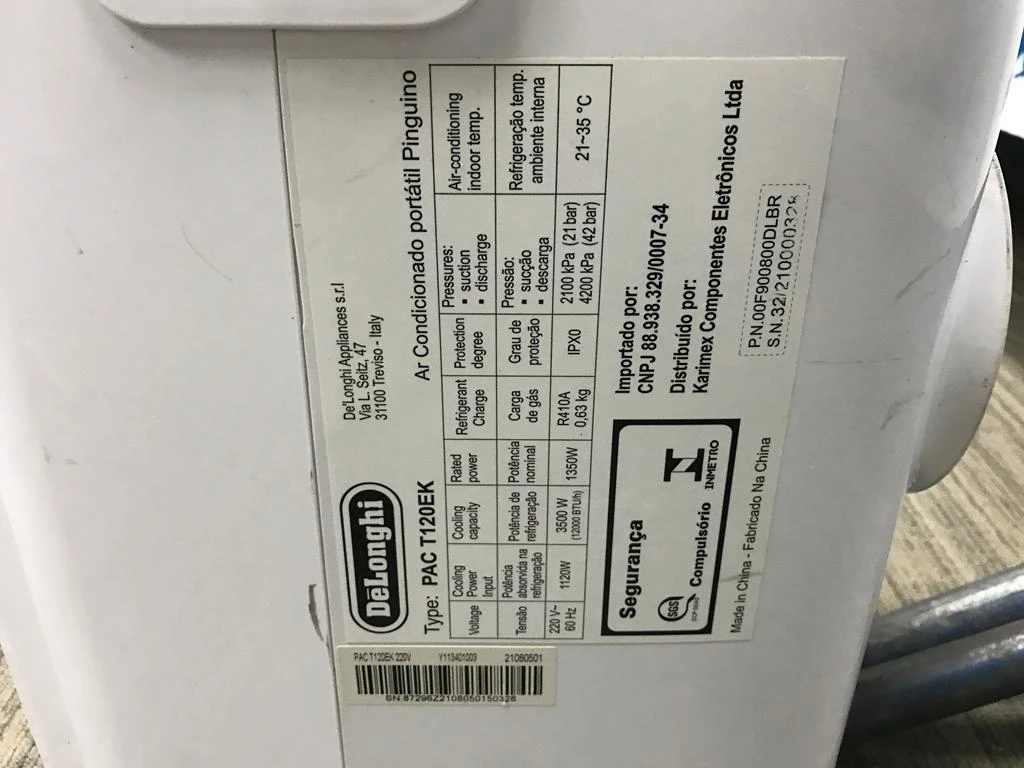 DeLonghi
De'Longhi Appliances s.r.l
Via L. Seitz, 47
31100 Treviso - Italy
Type: PAC T120EK
Ar Condicionado portátil Pinguino
Voltage
Cooling Power Input
Cooling capacity
Rated power
Refrigerant Charge
Protection degree
Pressures:
▪ suction
▪ discharge
Air-conditioning indoor temp.
Tensão
Potência absorvida na refrigeração
Potência de refrigeração
Potência nominal
Carga de gás
Grau de proteção
Pressão:
▪ sucção
▪ descarga
Refrigeração temp. ambiente interna
220 V~ 60 Hz
1120W
3500 W (12000 BTU/h)
1350W
R410A 0,63 kg
IPX0
2100 kPa (21 bar)
4200 kPa (42 bar)
21~35 °C
Segurança
SGS
Compulsório
INMETRO
Importado por:
CNPJ 88.938.329/0007-34
Distribuído por:
Karimex Componentes Eletrônicos Ltda
P.N.00F900800DLBR
S.N.32/2100000328
Made in China - Fabricado Na China
PAC T120EK 220V Y113401003 21080501
SN.87296Z2108050150328